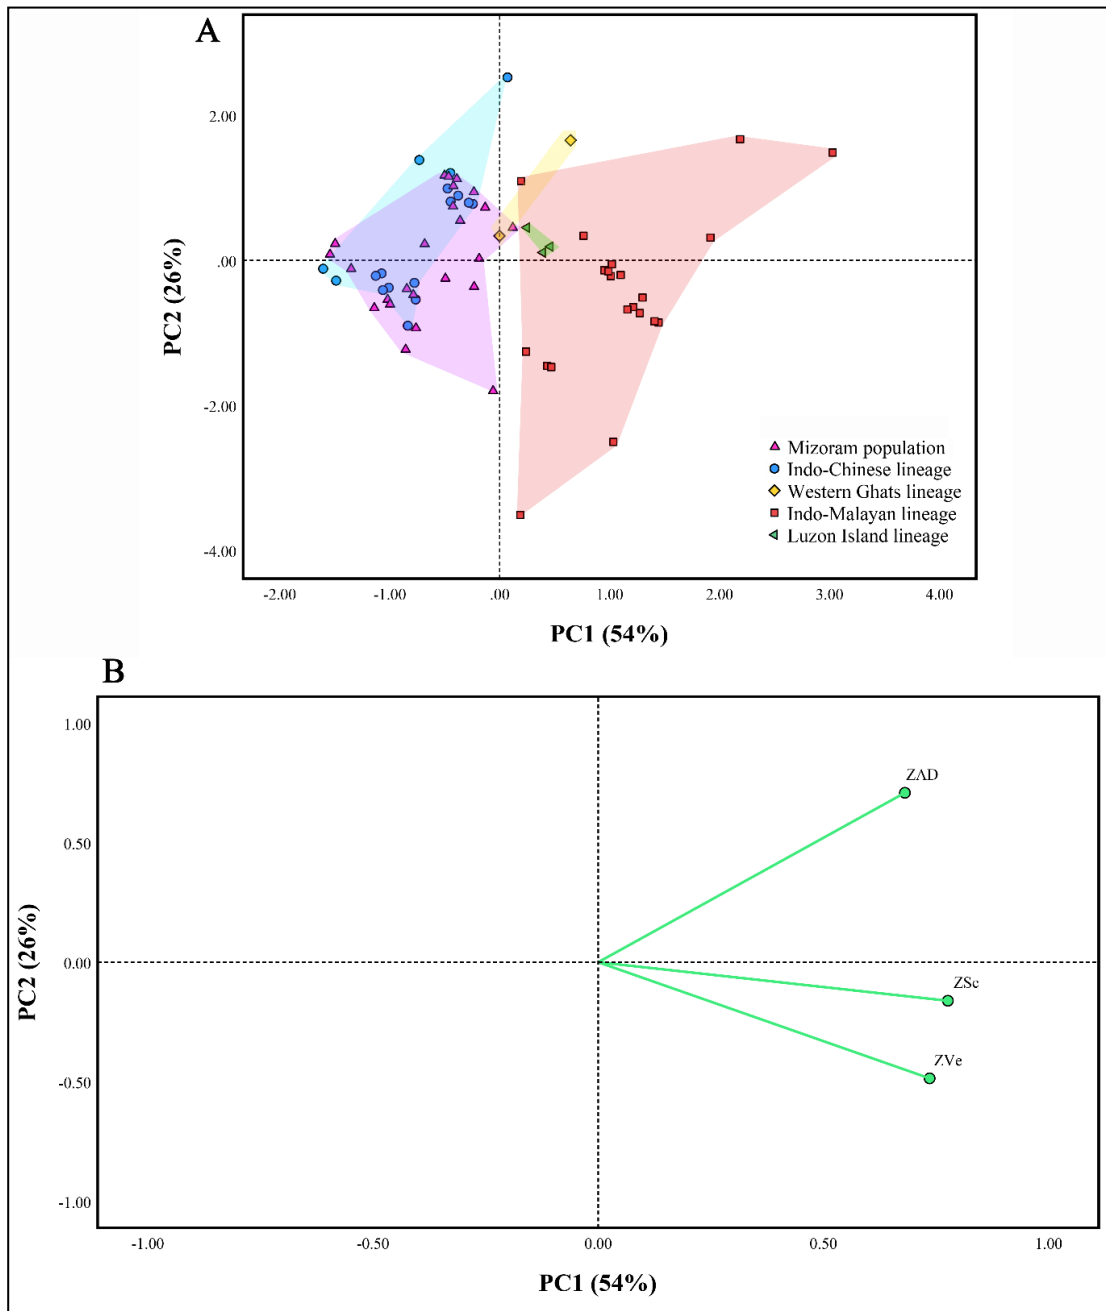 A
2.00
.00
-2.00
-4.00
PC2 (26%)
Mizoram population
Indo-Chinese lineage
Western Ghats lineage
Indo-Malayan lineage
Luzon Island lineage
-2.00 -1.00 .00 1.00 2.00 3.00 4.00
PC1 (54%)
B
1.00
0.50
0.00
-0.50
-1.00
PC2 (26%)
ZAD
ZSc
ZVe
-1.00 -0.50 0.00 0.50 1.00
PC1 (54%)